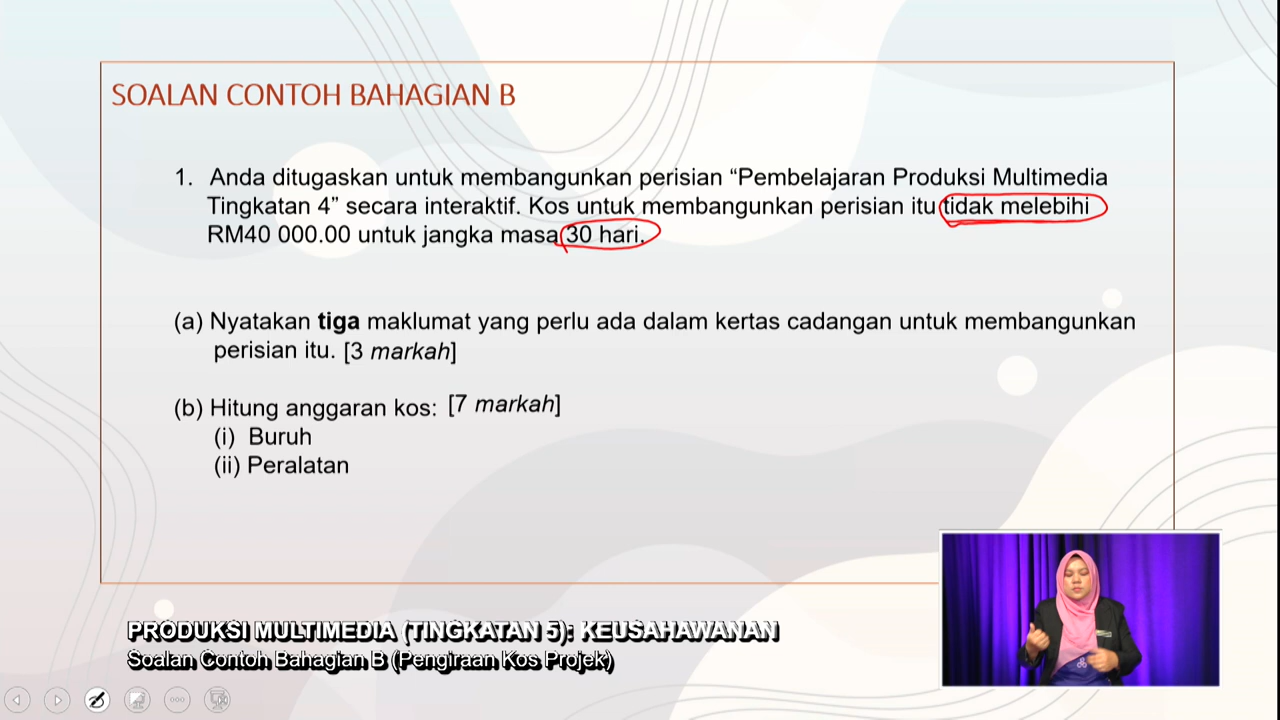 SOALAN CONTOH BAHAGIAN B
1. Anda ditugaskan untuk membangunkan perisian “Pembelajaran Produksi Multimedia
Tingkatan 4” secara interaktif. Kos untuk membangunkan perisian itu tidak melebihi
RM40 000.00 untuk jangka masa 30 hari.
(a) Nyatakan tiga maklumat yang perlu ada dalam kertas cadangan untuk membangunkan
perisian itu. [3 markah]
(b) Hitung anggaran kos: [7 markah]
(i) Buruh
(ii) Peralatan
PRODUKSI MULTIMEDIA (TINGKATAN 5): KEUSAHAWANAN
Soalan Contoh Bahagian B (Pengiraan Kos Projek)